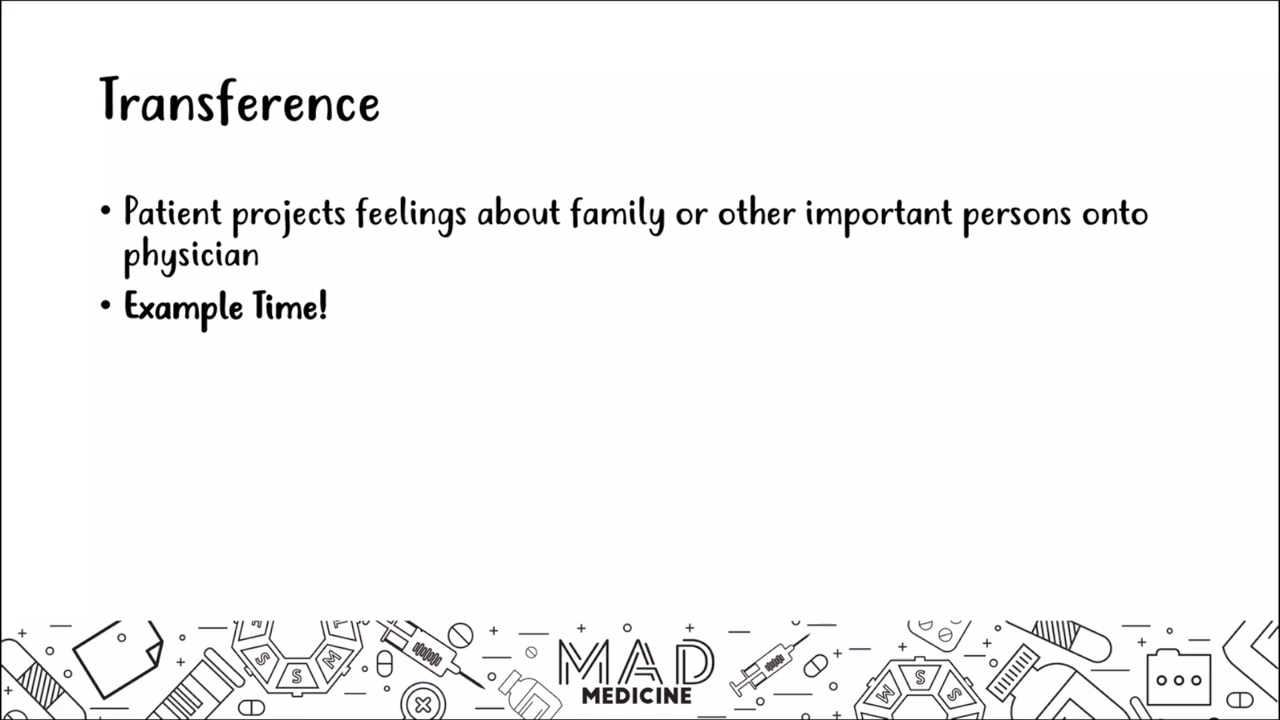 Transference
• Patient projects feelings about family or other important persons onto
physician
• Example Time!
S S M
M S S
MAD
MEDICINE